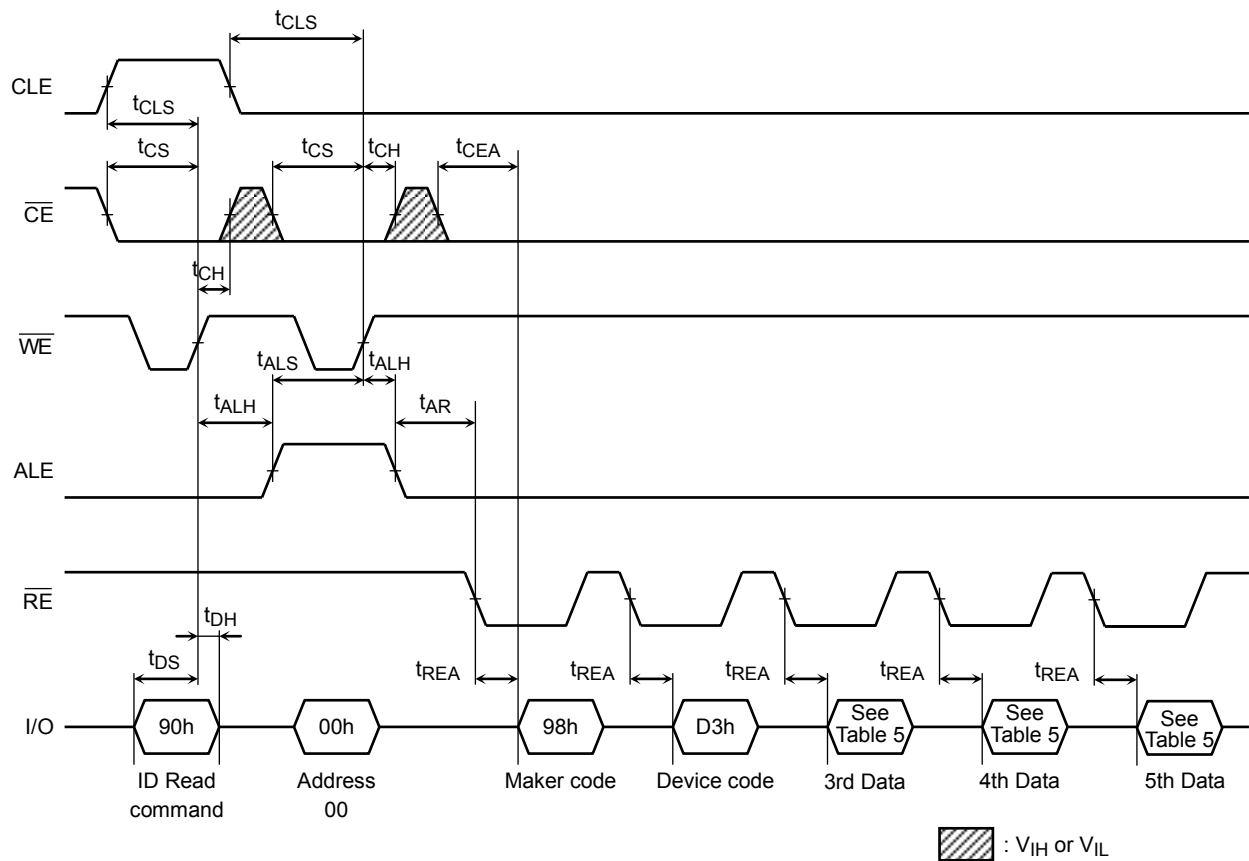 tCLS
CLE
tCLS
tCS tCS tCH tCEA
CE
tCH
WE
tALS tALH
tALH tAR
ALE
RE
tDH
tDS tREA tREA tREA tREA tREA
I/O 90h 00h 98h D3h See Table 5 See Table 5 See Table 5
ID Read command
Address 00
Maker code
Device code
3rd Data
4th Data
5th Data
: VIH or VIL